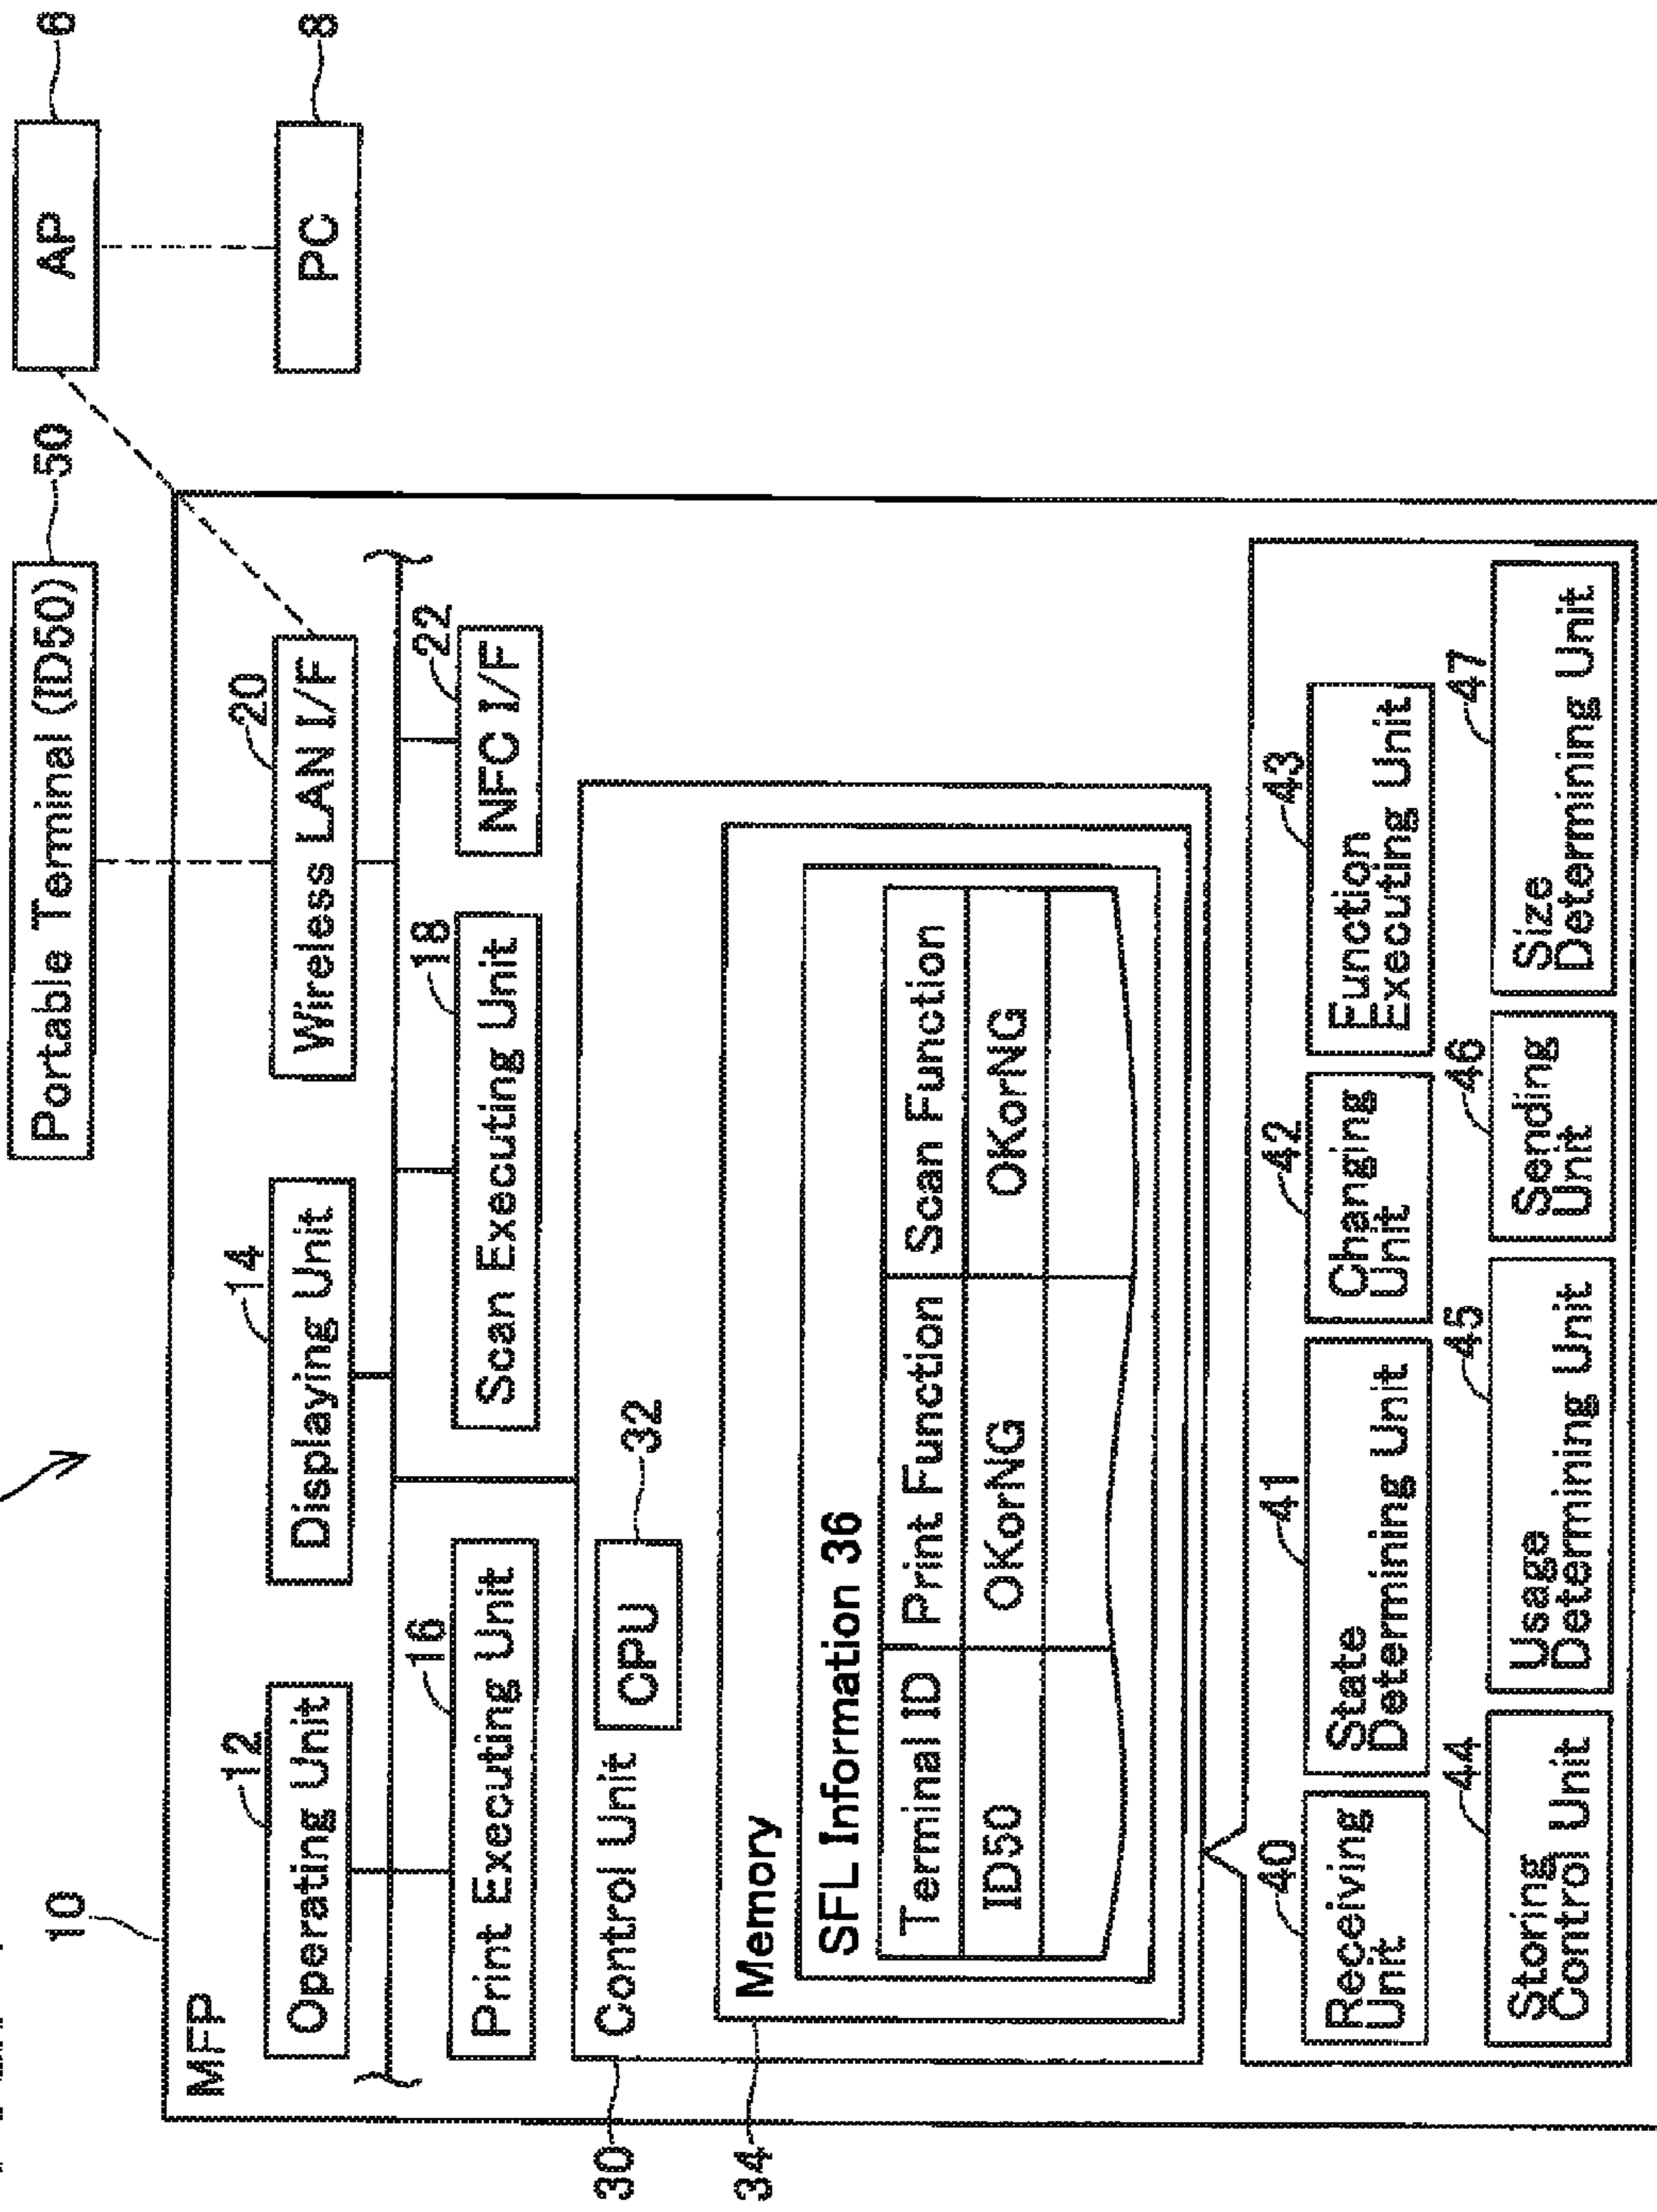 6
AP
8
PC
50
Portable Terminal (ID50)
10
MFP
12
Operating Unit
14
Displaying Unit
20
Wireless LAN I/F
16
Print Executing Unit
18
Scan Executing Unit
22
NFC I/F
30
Control Unit
CPU
32
34
Memory
SFL Information 36
Terminal ID Print Function Scan Function
ID50 OKorNG OKorNG
40
Receiving
Unit
41
State
Determining Unit
42
Changing
Unit
43
Function
Executing Unit
44
Storing
Control Unit
45
Usage
Determining Unit
46
Sending
Unit
47
Size
Determining Unit